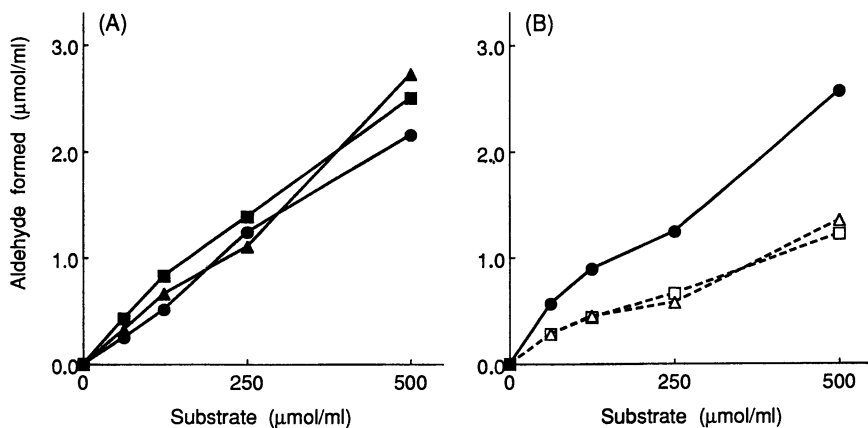 (A)
Aldehyde formed (μmol/ml)
3.0
2.0
1.0
0.0
0 250 500
Substrate (μmol/ml)
(B)
3.0
2.0
1.0
0.0
0 250 500
Substrate (μmol/ml)